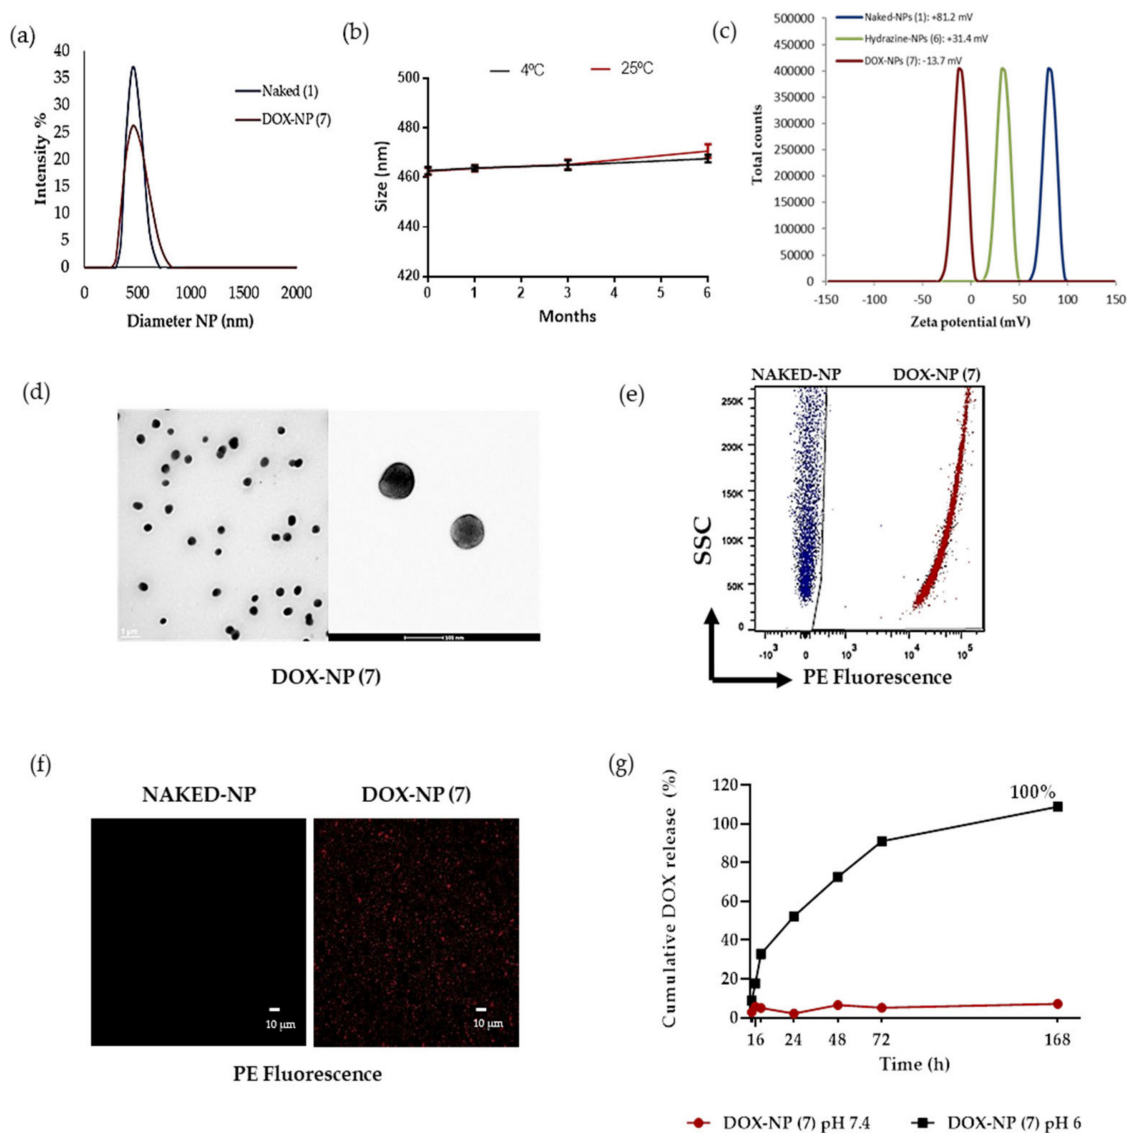 (a)
40
35
30
25
20
15
10
5
0
Intensity %
Naked (1)
DOX-NP (7)
0 500 1000 1500 2000
Diameter NP (nm)
(b)
4ºC 25ºC
500
480
460
440
420
Size (nm)
0 1 2 3 4 5 6
Months
(c)
Naked-NPs (1): +81.2 mV
Hydrazine-NPs (6): +31.4 mV
DOX-NPs (7): -13.7 mV
500000
450000
400000
350000
300000
250000
200000
150000
100000
50000
0
Total counts
-150 -100 -50 0 50 100 150
Zeta potential (mV)
(d)
1 µm
DOX-NP (7)
(e)
NAKED-NP DOX-NP (7)
250K
200K
150K
100K
50K
0
SSC
-10³ 0 10³ 10⁴ 10⁵
PE Fluorescence
(f)
NAKED-NP DOX-NP (7)
10 µm 10 µm
PE Fluorescence
(g)
120
100
80
60
40
20
0
Cumulative DOX release (%)
100%
16 24 48 72 168
Time (h)
DOX-NP (7) pH 7.4 DOX-NP (7) pH 6